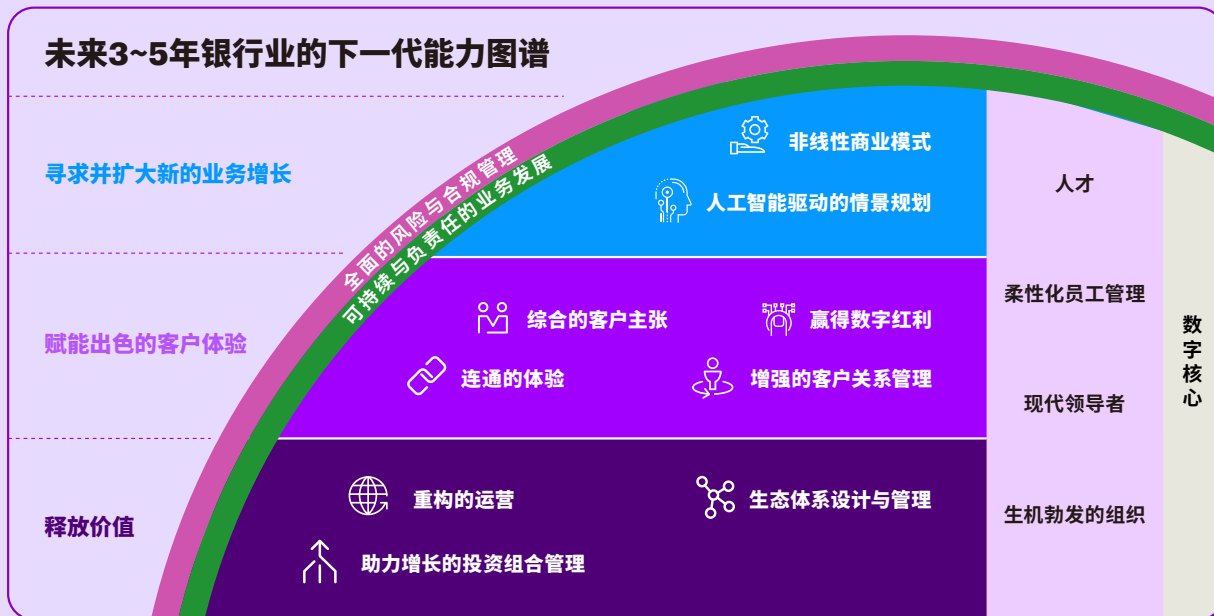 未来3~5年银行业的下一代能力图谱
寻求并扩大新的业务增长
赋能出色的客户体验
释放价值
全面的风险与合规管理
可持续与负责任的业务发展
非线性商业模式
人工智能驱动的情景规划
综合的客户主张
赢得数字红利
连通的体验
增强的客户关系管理
重构的运营
生态体系设计与管理
助力增长的投资组合管理
人才
柔性化员工管理
现代领导者
生机勃发的组织
数字核心